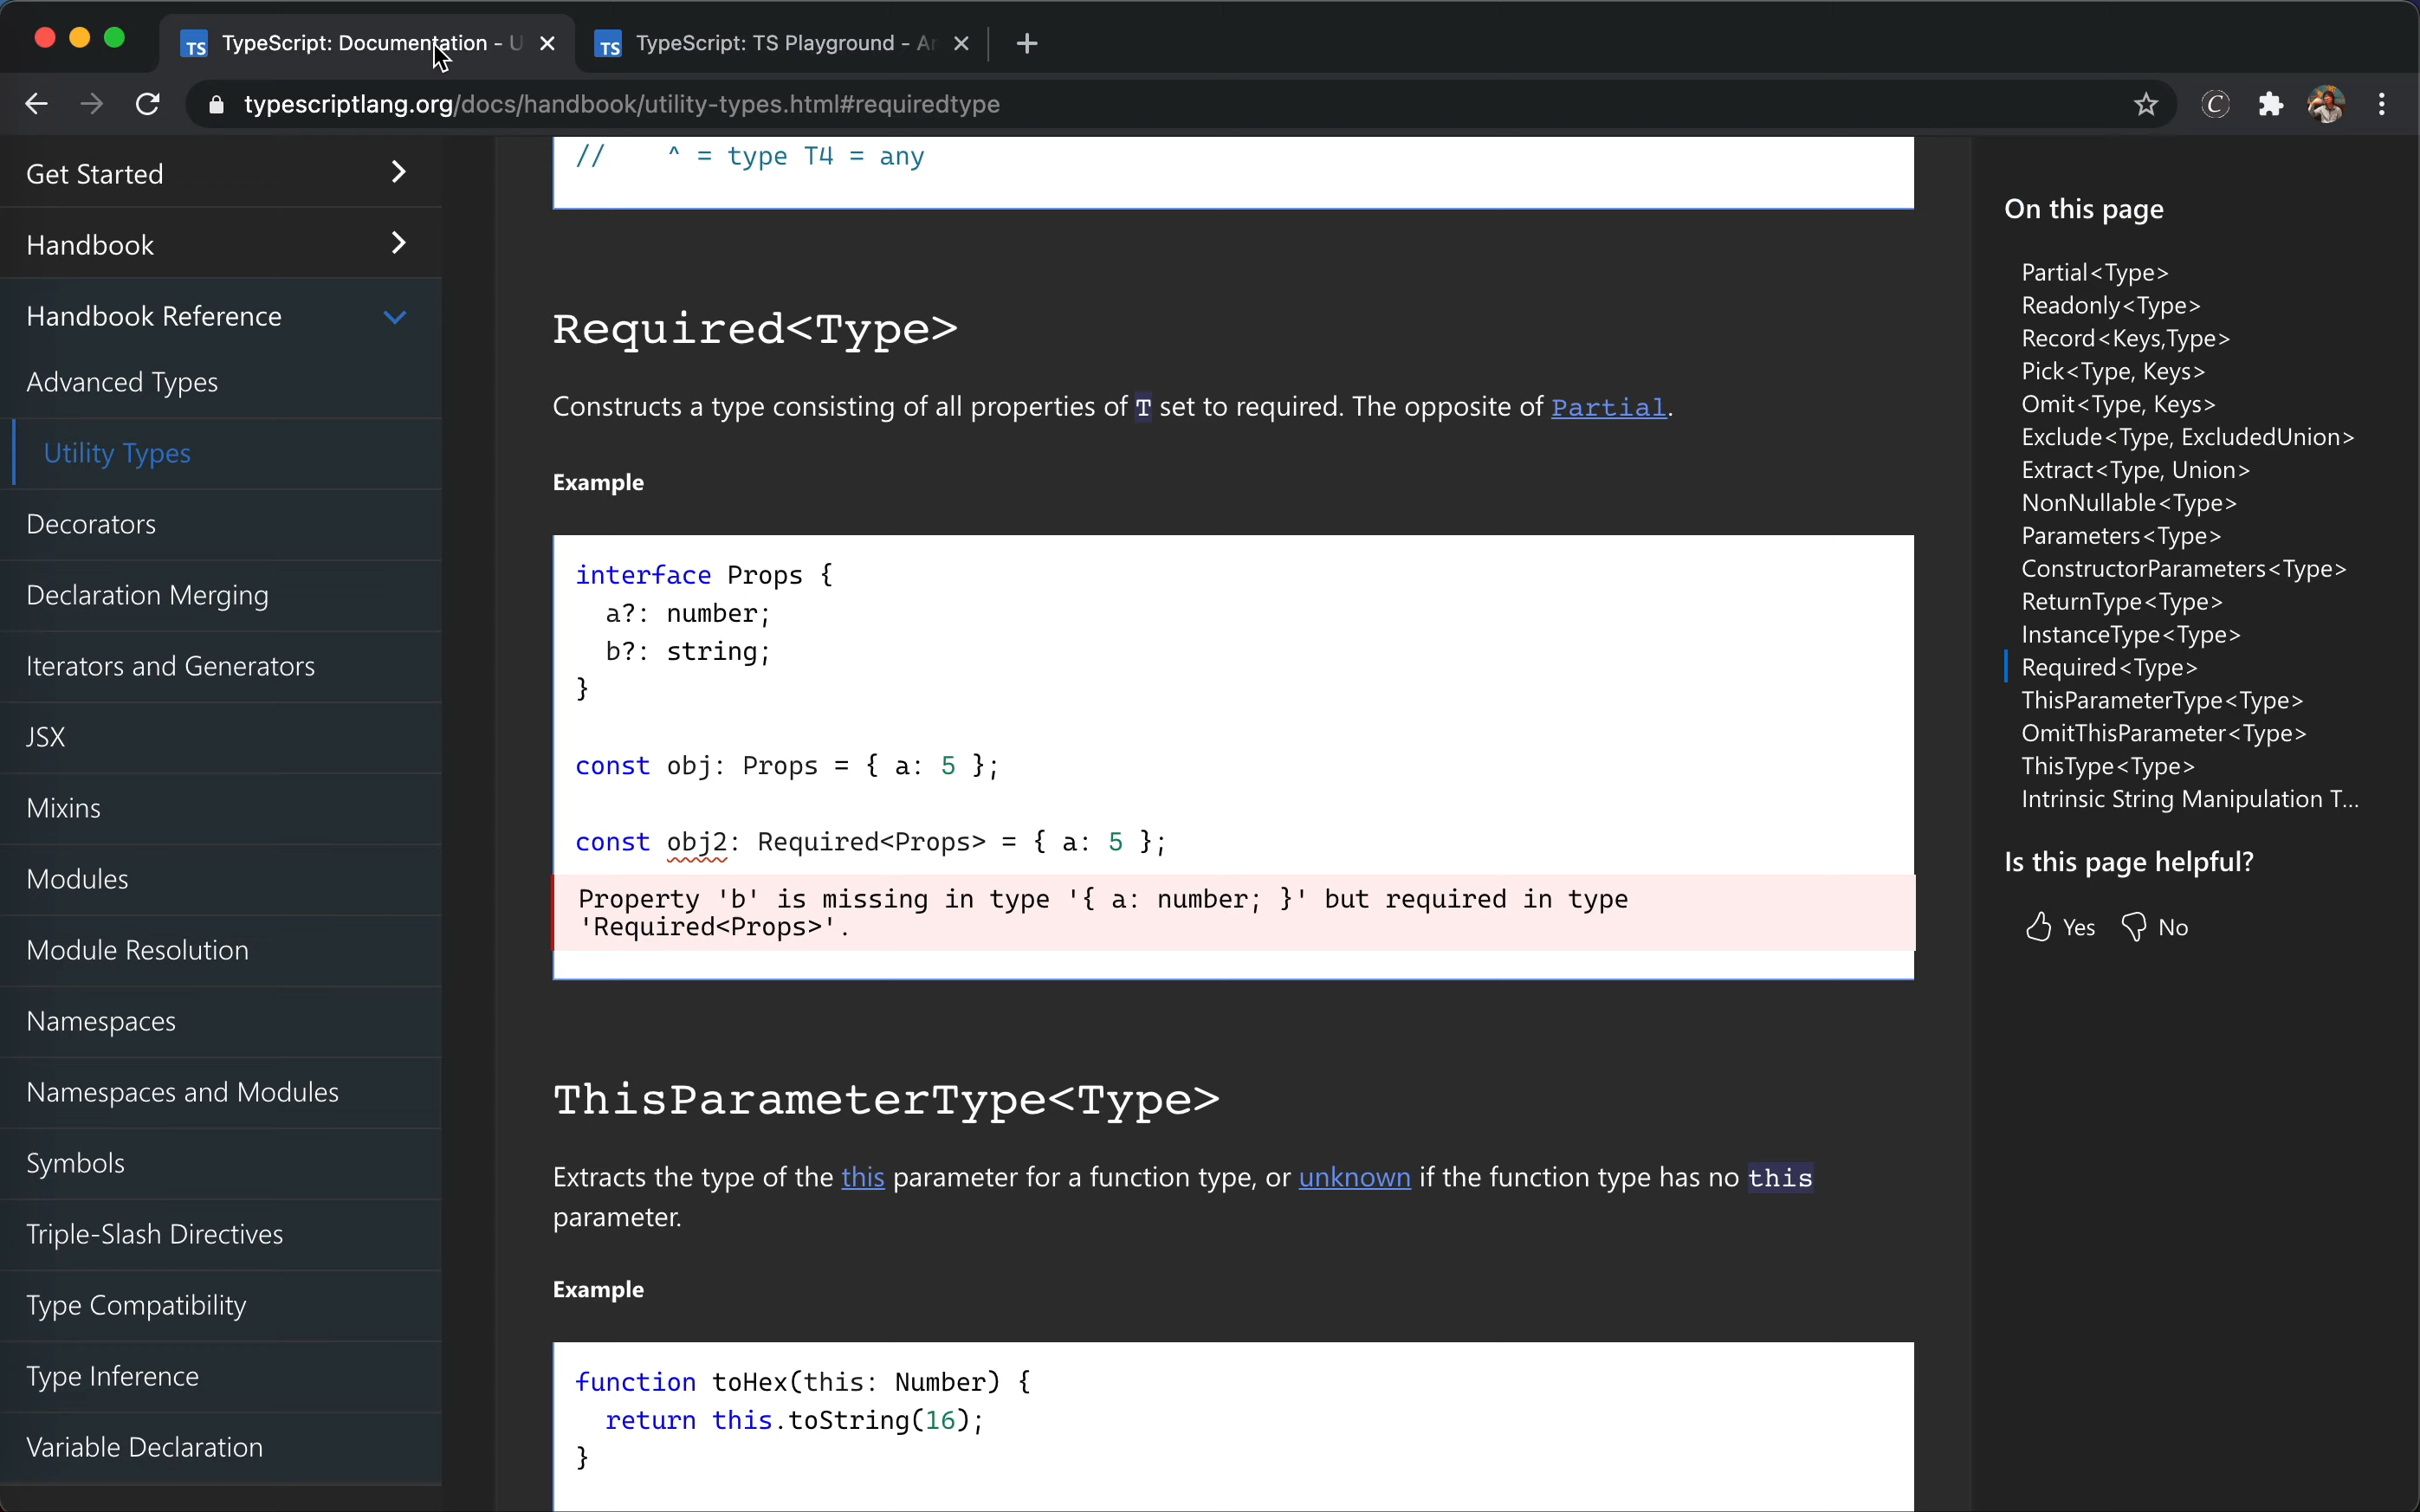 TS TypeScript: Documentation - U
TS TypeScript: TS Playground - An
typescriptlang.org/docs/handbook/utility-types.html#requiredtype
C
Get Started
Handbook
Handbook Reference
Advanced Types
Utility Types
Decorators
Declaration Merging
Iterators and Generators
JSX
Mixins
Modules
Module Resolution
Namespaces
Namespaces and Modules
Symbols
Triple-Slash Directives
Type Compatibility
Type Inference
Variable Declaration
//    ^ = type T4 = any
Required<Type>
Constructs a type consisting of all properties of T set to required. The opposite of Partial.
Example
interface Props {
  a?: number;
  b?: string;
}
const obj: Props = { a: 5 };
const obj2: Required<Props> = { a: 5 };
Property 'b' is missing in type '{ a: number; }' but required in type
'Required<Props>'.
ThisParameterType<Type>
Extracts the type of the this parameter for a function type, or unknown if the function type has no this
parameter.
Example
function toHex(this: Number) {
  return this.toString(16);
}
On this page
Partial<Type>
Readonly<Type>
Record<Keys,Type>
Pick<Type, Keys>
Omit<Type, Keys>
Exclude<Type, ExcludedUnion>
Extract<Type, Union>
NonNullable<Type>
Parameters<Type>
ConstructorParameters<Type>
ReturnType<Type>
InstanceType<Type>
Required<Type>
ThisParameterType<Type>
OmitThisParameter<Type>
ThisType<Type>
Intrinsic String Manipulation T...
Is this page helpful?
Yes No